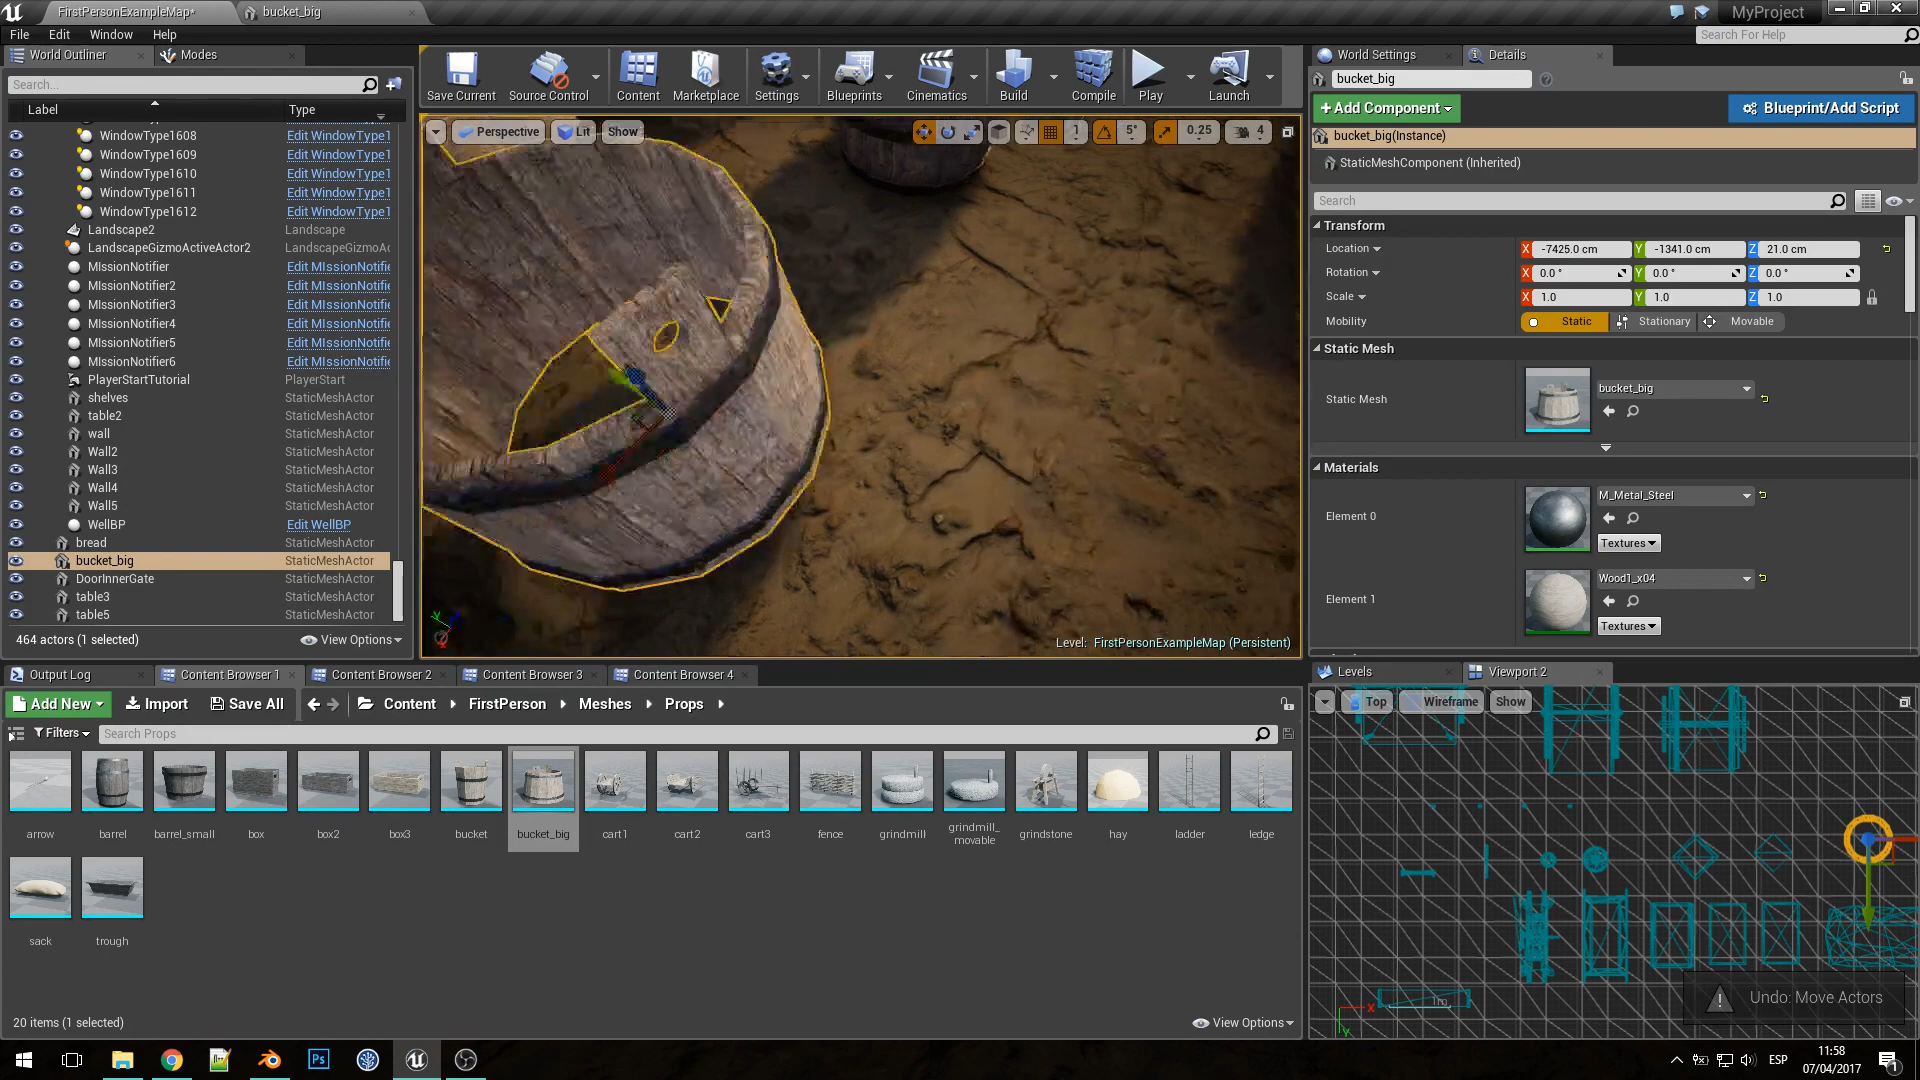 FirstPersonExampleMap*
bucket_big
MyProject
File
Edit
Window
Help
Search For Help
World Outliner
Modes
World Settings
Details
Search...
Label
Type
WindowType1608
Edit WindowType1
WindowType1609
Edit WindowType1
WindowType1610
Edit WindowType1
WindowType1611
Edit WindowType1
WindowType1612
Edit WindowType1
Landscape2
Landscape
LandscapeGizmoActiveActor2
LandscapeGizmoAc
MIssionNotifier
Edit MIssionNotifie
MIssionNotifier2
Edit MIssionNotifie
MIssionNotifier3
Edit MIssionNotifie
MIssionNotifier4
Edit MIssionNotifie
MIssionNotifier5
Edit MIssionNotifie
MIssionNotifier6
Edit MIssionNotifie
PlayerStartTutorial
PlayerStart
shelves
StaticMeshActor
table2
StaticMeshActor
wall
StaticMeshActor
Wall2
StaticMeshActor
Wall3
StaticMeshActor
Wall4
StaticMeshActor
Wall5
StaticMeshActor
WellBP
Edit WellBP
bread
StaticMeshActor
bucket_big
StaticMeshActor
DoorInnerGate
StaticMeshActor
table3
StaticMeshActor
table5
StaticMeshActor
464 actors (1 selected)
View Options
Save Current
Source Control
Content
Marketplace
Settings
Blueprints
Cinematics
Build
Compile
Play
Launch
Perspective
Lit
Show
1
5°
0.25
4
Level: FirstPersonExampleMap (Persistent)
bucket_big
+Add Component
Blueprint/Add Script
bucket_big(Instance)
StaticMeshComponent (Inherited)
Search
Transform
Location
X
-7425.0 cm
Y
-1341.0 cm
Z
21.0 cm
Rotation
X
0.0 °
Y
0.0 °
Z
0.0 °
Scale
X
1.0
Y
1.0
Z
1.0
Mobility
Static
Stationary
Movable
Static Mesh
Static Mesh
bucket_big
Materials
Element 0
M_Metal_Steel
Textures
Element 1
Wood1_x04
Textures
Output Log
Content Browser 1
Content Browser 2
Content Browser 3
Content Browser 4
Add New
Import
Save All
Content
FirstPerson
Meshes
Props
Filters
Search Props
arrow
barrel
barrel_small
box
box2
box3
bucket
bucket_big
cart1
cart2
cart3
fence
grindmill
grindmill_
movable
grindstone
hay
ladder
ledge
sack
trough
20 items (1 selected)
View Options
Levels
Viewport 2
Top
Wireframe
Show
1m
X
Y
Undo: Move Actors
Ps
ESP
11:58
07/04/2017
1